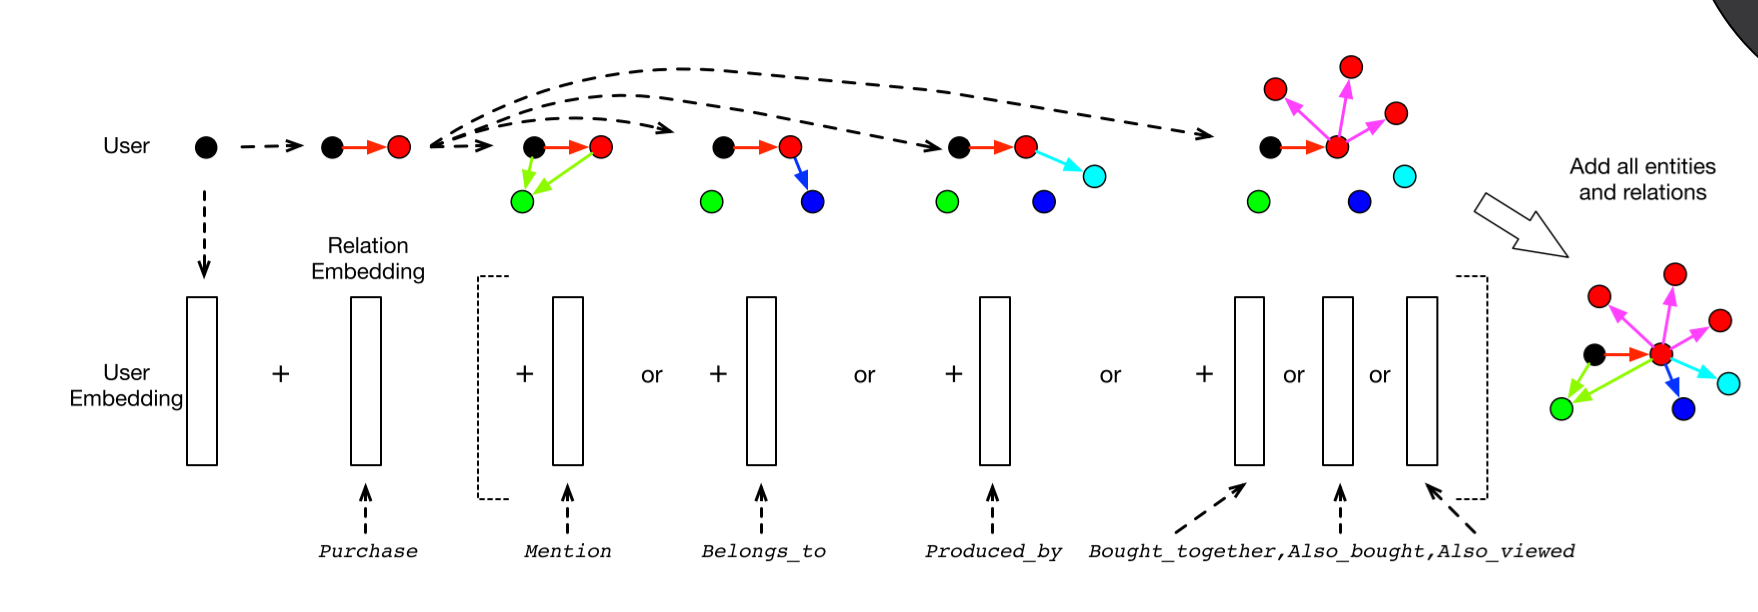 User
Add all entities
and relations
Relation
Embedding
User
Embedding
+
+
or
+
or
+
or
+
or
or
Purchase
Mention
Belongs_to
Produced_by
Bought_together,Also_bought,Also_viewed